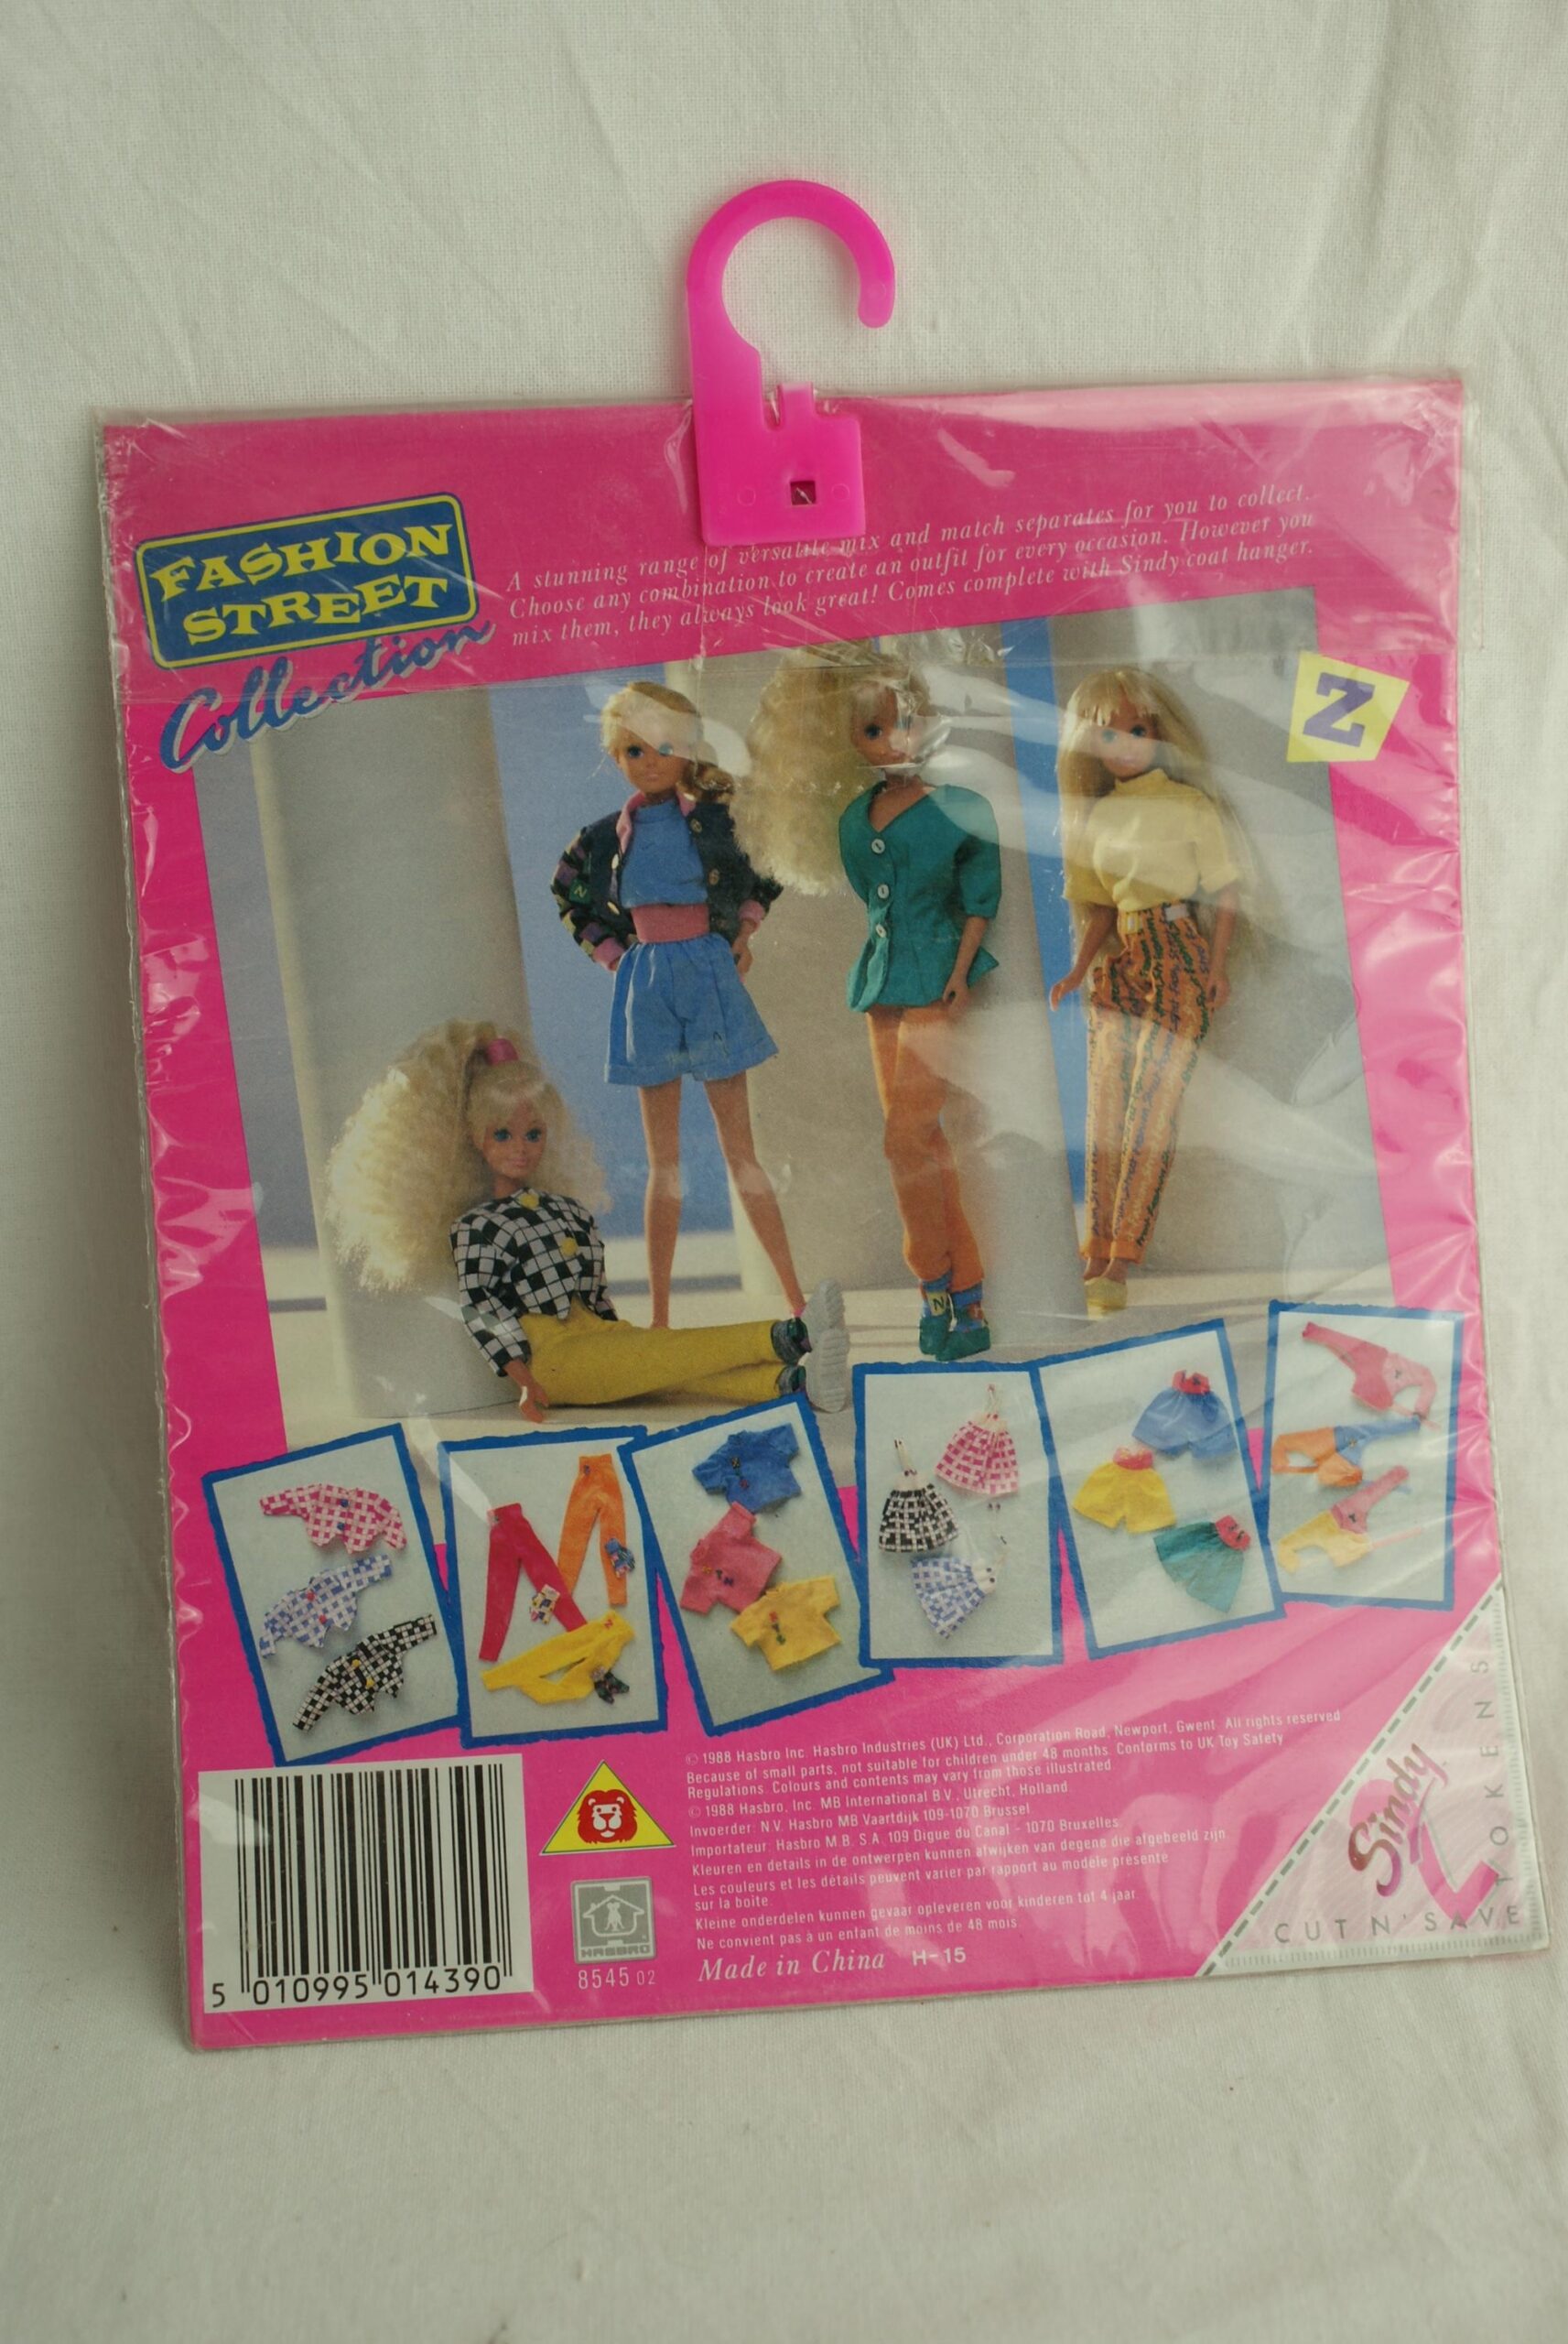 FASHION
STREET
Collection
A stunning range of versatile mix and match separates for you to collect.
Choose any combination to create an outfit for every occasion. However you
mix them, they always look great! Comes complete with Sindy coat hanger.
Z
© 1988 Hasbro Inc. Hasbro Industries (UK) Ltd., Corporation Road, Newport, Gwent. All rights reserved
Because of small parts, not suitable for children under 48 months. Conforms to UK Toy Safety
Regulations. Colours and contents may vary from those illustrated.
© 1988 Hasbro, Inc. MB International B.V., Utrecht, Holland
Invoerder: N.V. Hasbro MB Vaartdijk 109-1070 Brussel
Importateur: Hasbro M.B. S.A. 109 Digue du Canal - 1070 Bruxelles
Kleuren en details in de ontwerpen kunnen afwijken van degene die afgebeeld zijn.
Les couleurs et les détails peuvent varier par rapport au modèle présenté
sur la boîte.
Kleine onderdelen kunnen gevaar opleveren voor kinderen tot 4 jaar.
Ne convient pas à un enfant de moins de 48 mois.
Made in China H-15
HASBRO
8545 02
5 010995 014390
Sindy
CUT N' SAVE
TOKENS